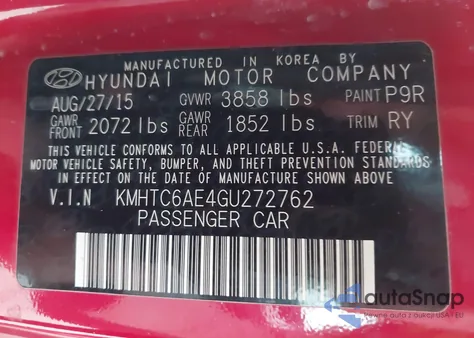 MANUFACTURED IN KOREA BY
HYUNDAI MOTOR COMPANY
AUG/27/15 GVWR 3858 lbs PAINT P9R
GAWR FRONT 2072 lbs GAWR REAR 1852 lbs TRIM RY
THIS VEHICLE CONFORMS TO ALL APPLICABLE U.S.A. FEDERAL
MOTOR VEHICLE SAFETY, BUMPER, AND THEFT PREVENTION
STANDARDS IN EFFECT ON THE DATE OF MANUFACTURE SHOWN ABOVE.
V.I.N KMHTC6AE4GU272762
PASSENGER CAR
autoSnap